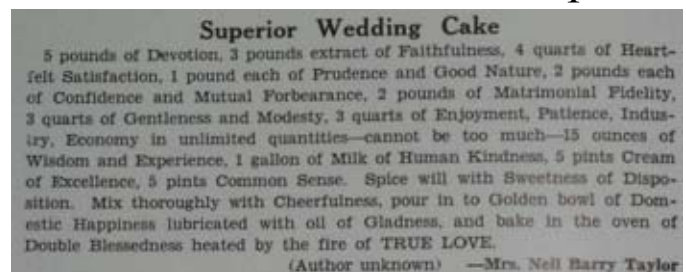 Superior Wedding Cake
5 pounds of Devotion, 3 pounds extract of Faithfulness, 4 quarts of Heart-
felt Satisfaction, 1 pound each of Prudence and Good Nature, 2 pounds each
of Confidence and Mutual Forbearance, 2 pounds of Matrimonial Fidelity,
3 quarts of Gentleness and Modesty, 3 quarts of Enjoyment, Patience, Indus-
try, Economy in unlimited quantities—cannot be too much—15 ounces of
Wisdom and Experience, 1 gallon of Milk of Human Kindness, 5 pints Cream
of Excellence, 5 pints Common Sense. Spice will with Sweetness of Dispo-
sition. Mix thoroughly with Cheerfulness, pour in to Golden bowl of Dom-
estic Happiness lubricated with oil of Gladness, and bake in the oven of
Double Blessedness heated by the fire of TRUE LOVE.
(Author unknown) —Mrs. Nell Barry Taylor